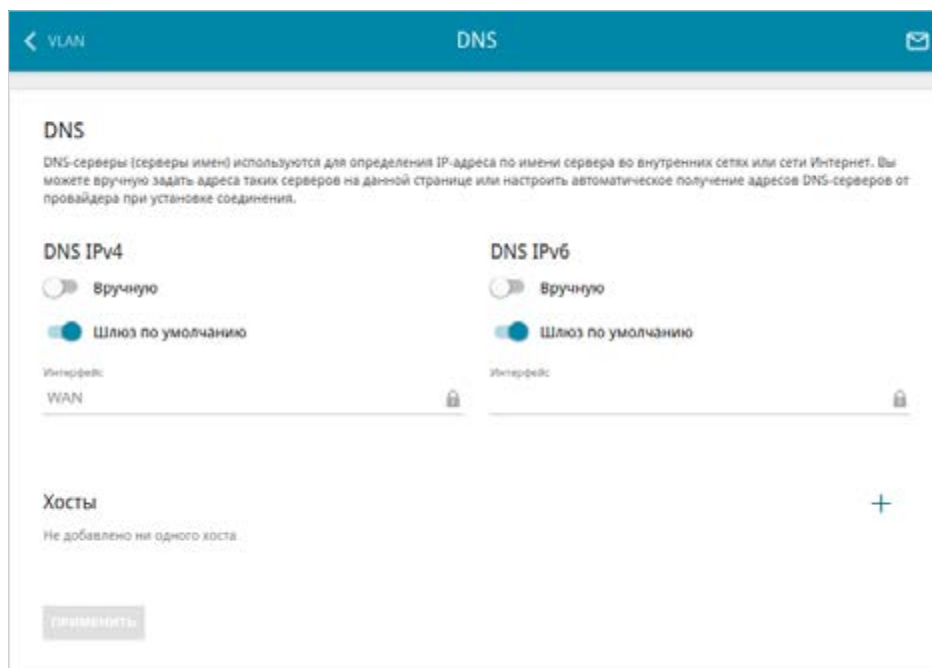 VLAN
DNS
DNS
DNS-серверы (серверы имен) используются для определения IP-адреса по имени сервера во внутренних сетях или сети Интернет. Вы
можете вручную задать адреса таких серверов на данной странице или настроить автоматическое получение адресов DNS-серверов от
провайдера при установке соединения.
DNS IPv4
Вручную
Шлюз по умолчанию
Интерфейс
WAN
DNS IPv6
Вручную
Шлюз по умолчанию
Интерфейс
Хосты
Не добавлено ни одного хоста
ПРИМЕНИТЬ